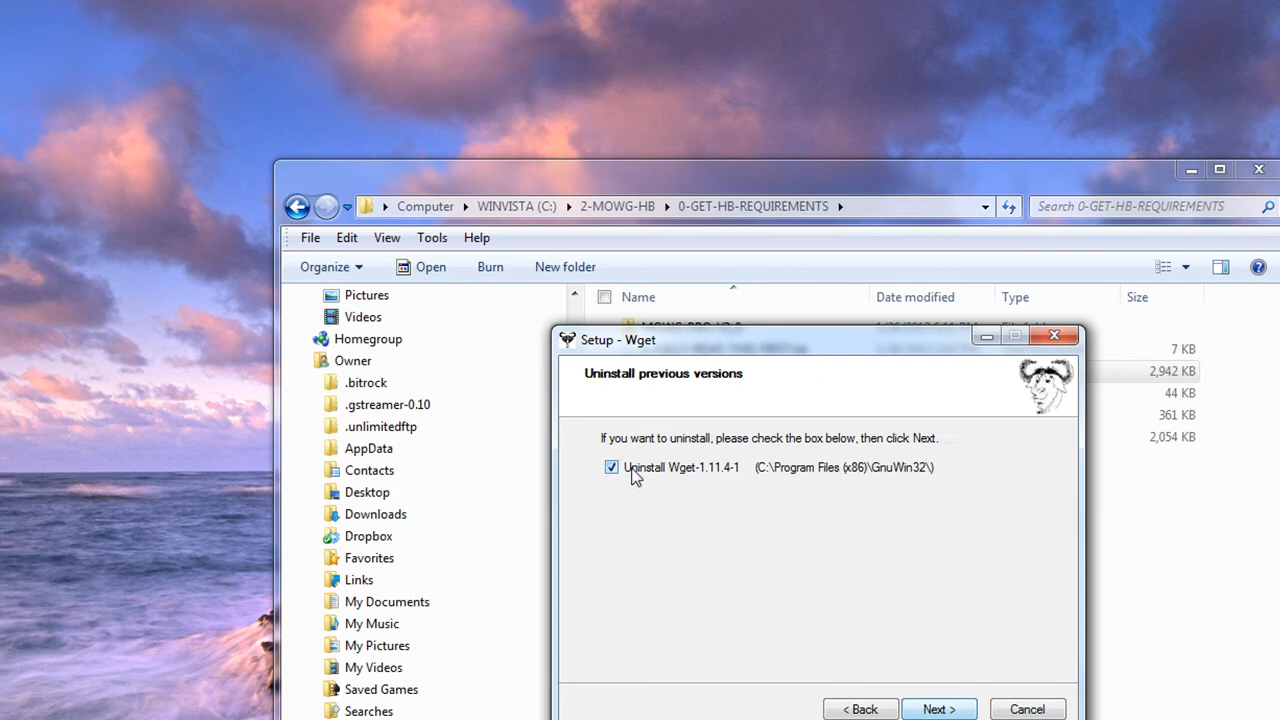 Computer WINVISTA (C:) 2-MOWG-HB 0-GET-HB-REQUIREMENTS Search 0-GET-HB-REQUIREMENTS
File Edit View Tools Help
Organize Open Burn New folder
Name Date modified Type Size
Pictures
Videos
Homegroup
Owner
.bitrock
.gstreamer-0.10
.unlimitedftp
AppData
Contacts
Desktop
Downloads
Dropbox
Favorites
Links
My Documents
My Music
My Pictures
My Videos
Saved Games
Searches
7 KB
2,942 KB
44 KB
361 KB
2,054 KB
Setup - Wget
Uninstall previous versions
If you want to uninstall, please check the box below, then click Next.
Uninstall Wget-1.11.4-1 (C:\Program Files (x86)\GnuWin32\)
< Back Next > Cancel